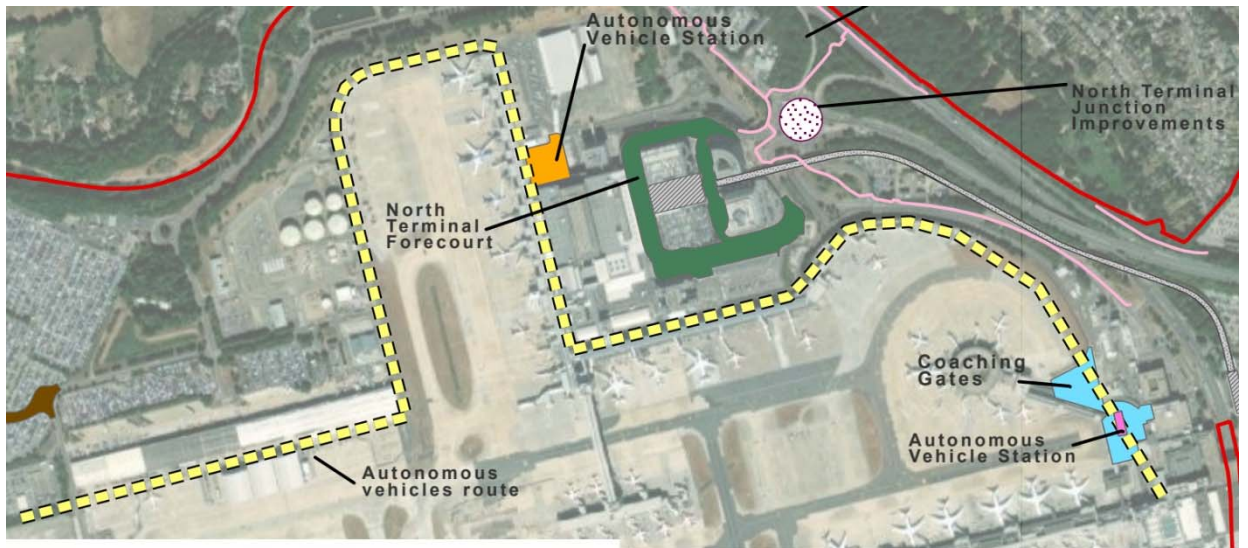 Autonomous
Vehicle Station
North Terminal
Junction
Improvements
North
Terminal
Forecourt
Coaching
Gates
Autonomous
Vehicle Station
Autonomous
vehicles route